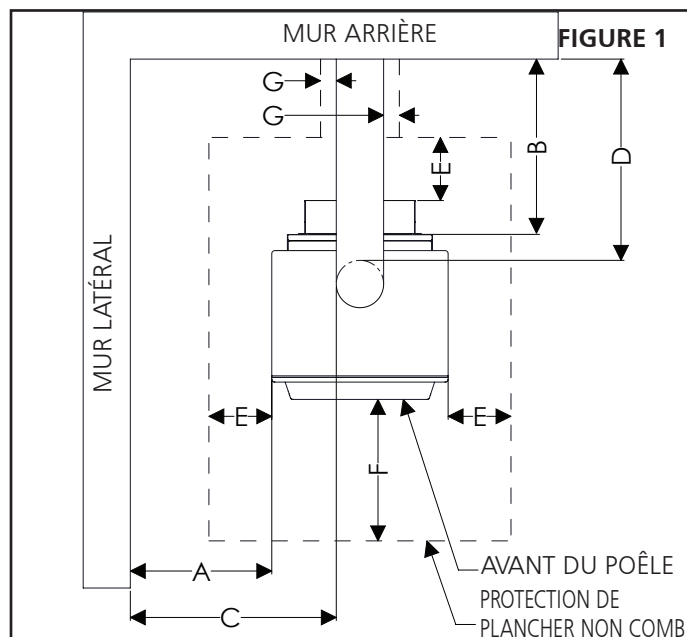 MUR ARRIÈRE
FIGURE 1
G
G
B
D
E
MUR LATÉRAL
E
E
F
A
C
AVANT DU POÊLE
PROTECTION DE
PLANCHER NON COMB